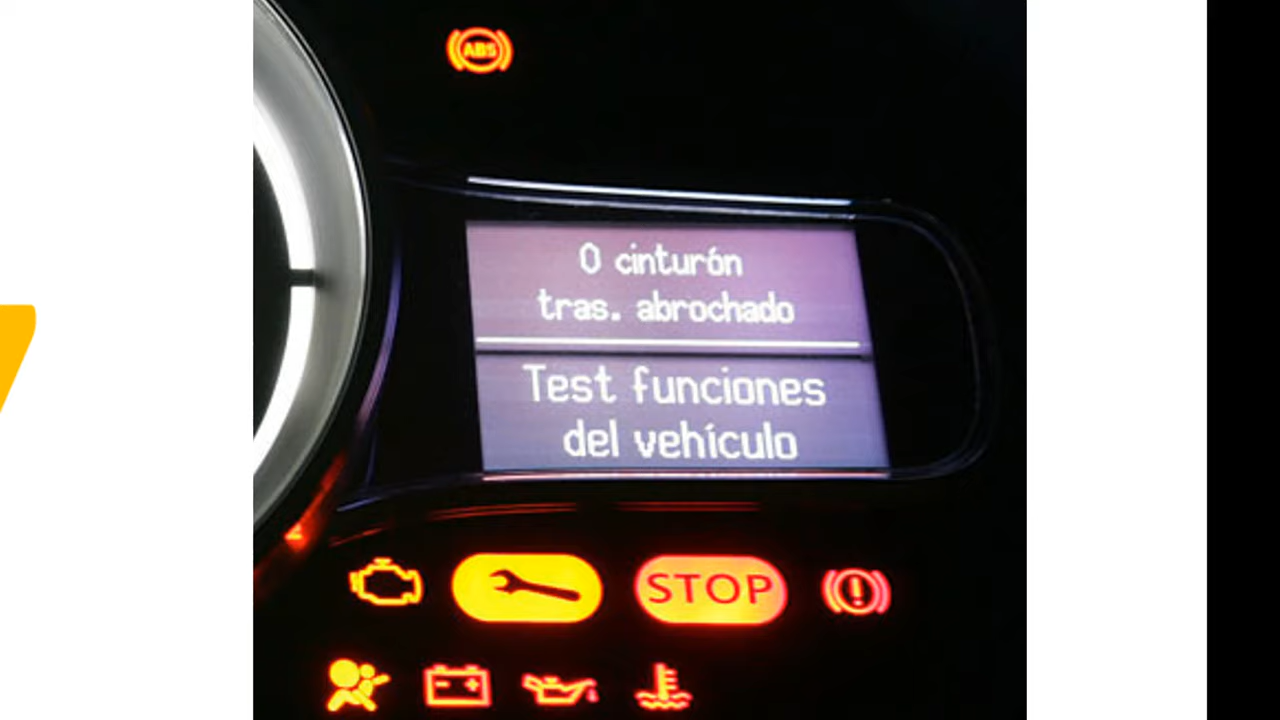 ABS
0 cinturón
tras. abrochado
Test funciones
del vehículo
STOP